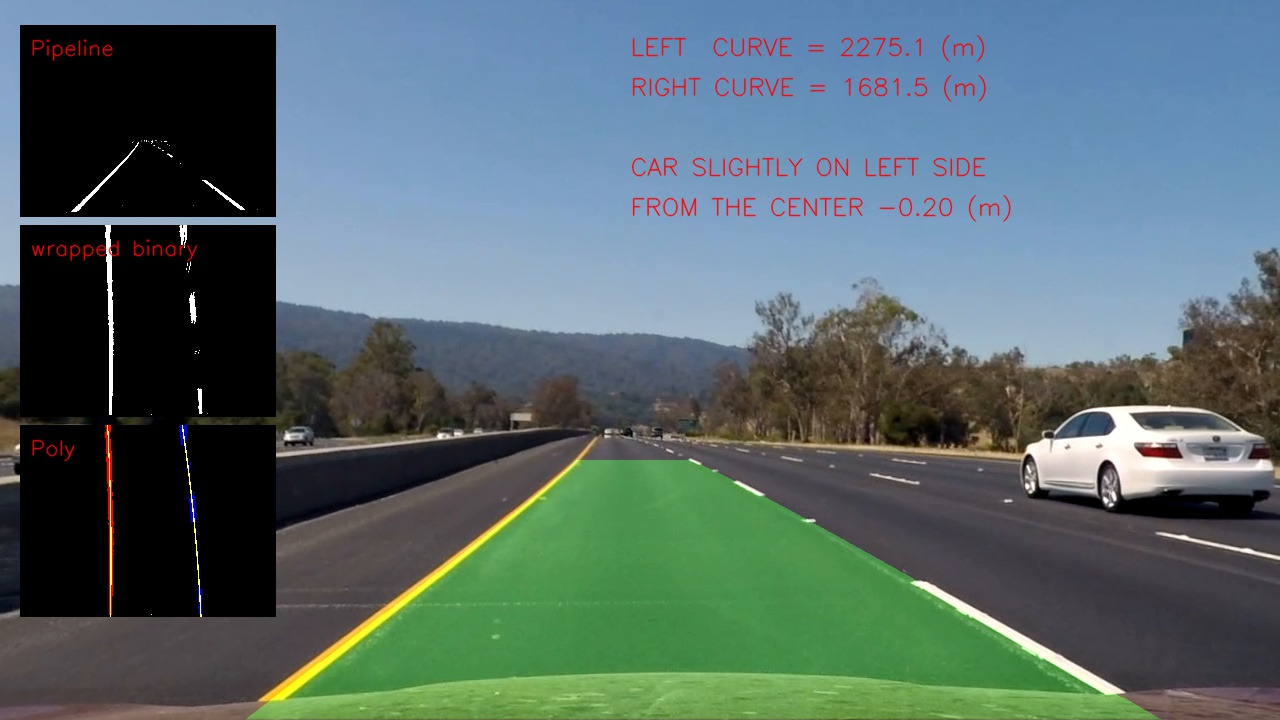 Pipeline
LEFT CURVE = 2275.1 (m)
RIGHT CURVE = 1681.5 (m)
CAR SLIGHTLY ON LEFT SIDE
FROM THE CENTER -0.20 (m)
wrapped binary
Poly